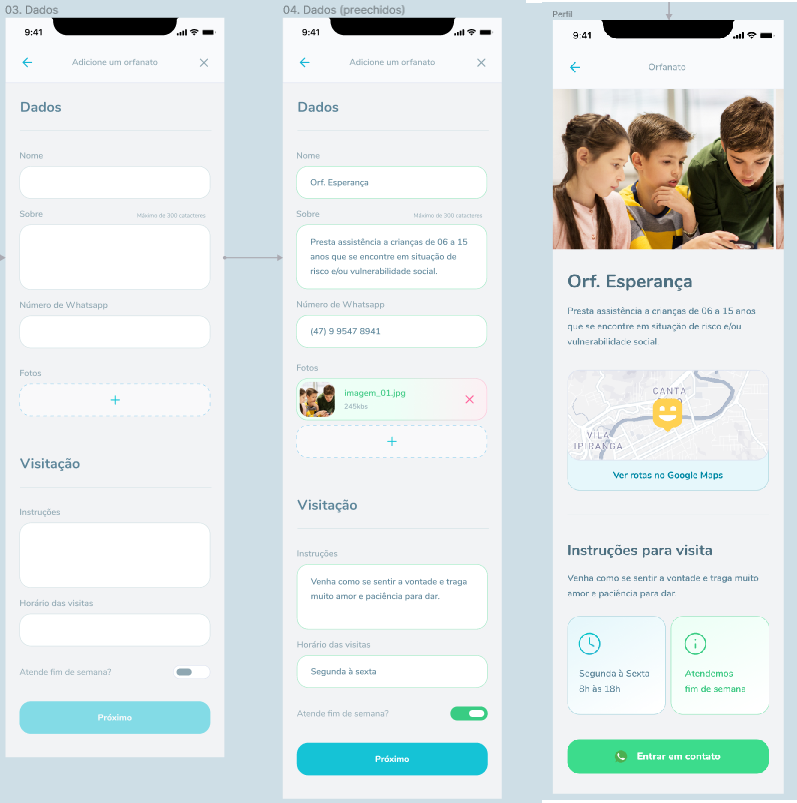 03. Dados
9:41
Adicione um orfanato
Dados
Nome
Sobre
Máximo de 300 catacteres
Número de Whatsapp
Fotos
+
Visitação
Instruções
Horário das visitas
Atende fim de semana?
Próximo
04. Dados (preechidos)
9:41
Adicione um orfanato
Dados
Nome
Orf. Esperança
Sobre
Máximo de 300 catacteres
Presta assistência a crianças de 06 a 15
anos que se encontre em situação de
risco e/ou vulnerabilidade social.
Número de Whatsapp
(47) 9 9547 8941
Fotos
imagem_01.jpg
245kbs
+
Visitação
Instruções
Venha como se sentir a vontade e traga
muito amor e paciência para dar.
Horário das visitas
Segunda à sexta
Atende fim de semana?
Próximo
Perfil
9:41
Orfanato
Orf. Esperança
Presta assistência a crianças de 06 a 15 anos
que se encontre em situação de risco e/ou
vulnerabilidade social.
CANTA
VILA
IPIRANGA
Ver rotas no Google Maps
Instruções para visita
Venha como se sentir a vontade e traga muito
amor e paciência para dar.
Segunda à Sexta
8h às 18h
Atendemos
fim de semana
Entrar em contato